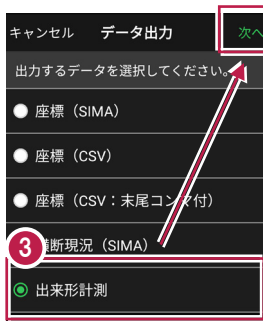 キャンセル データ出力 次へ
出力するデータを選択してください。
座標（SIMA）
座標（CSV）
座標（CSV：末尾コンマ付）
断現況（SIMA）
3
出来形計測